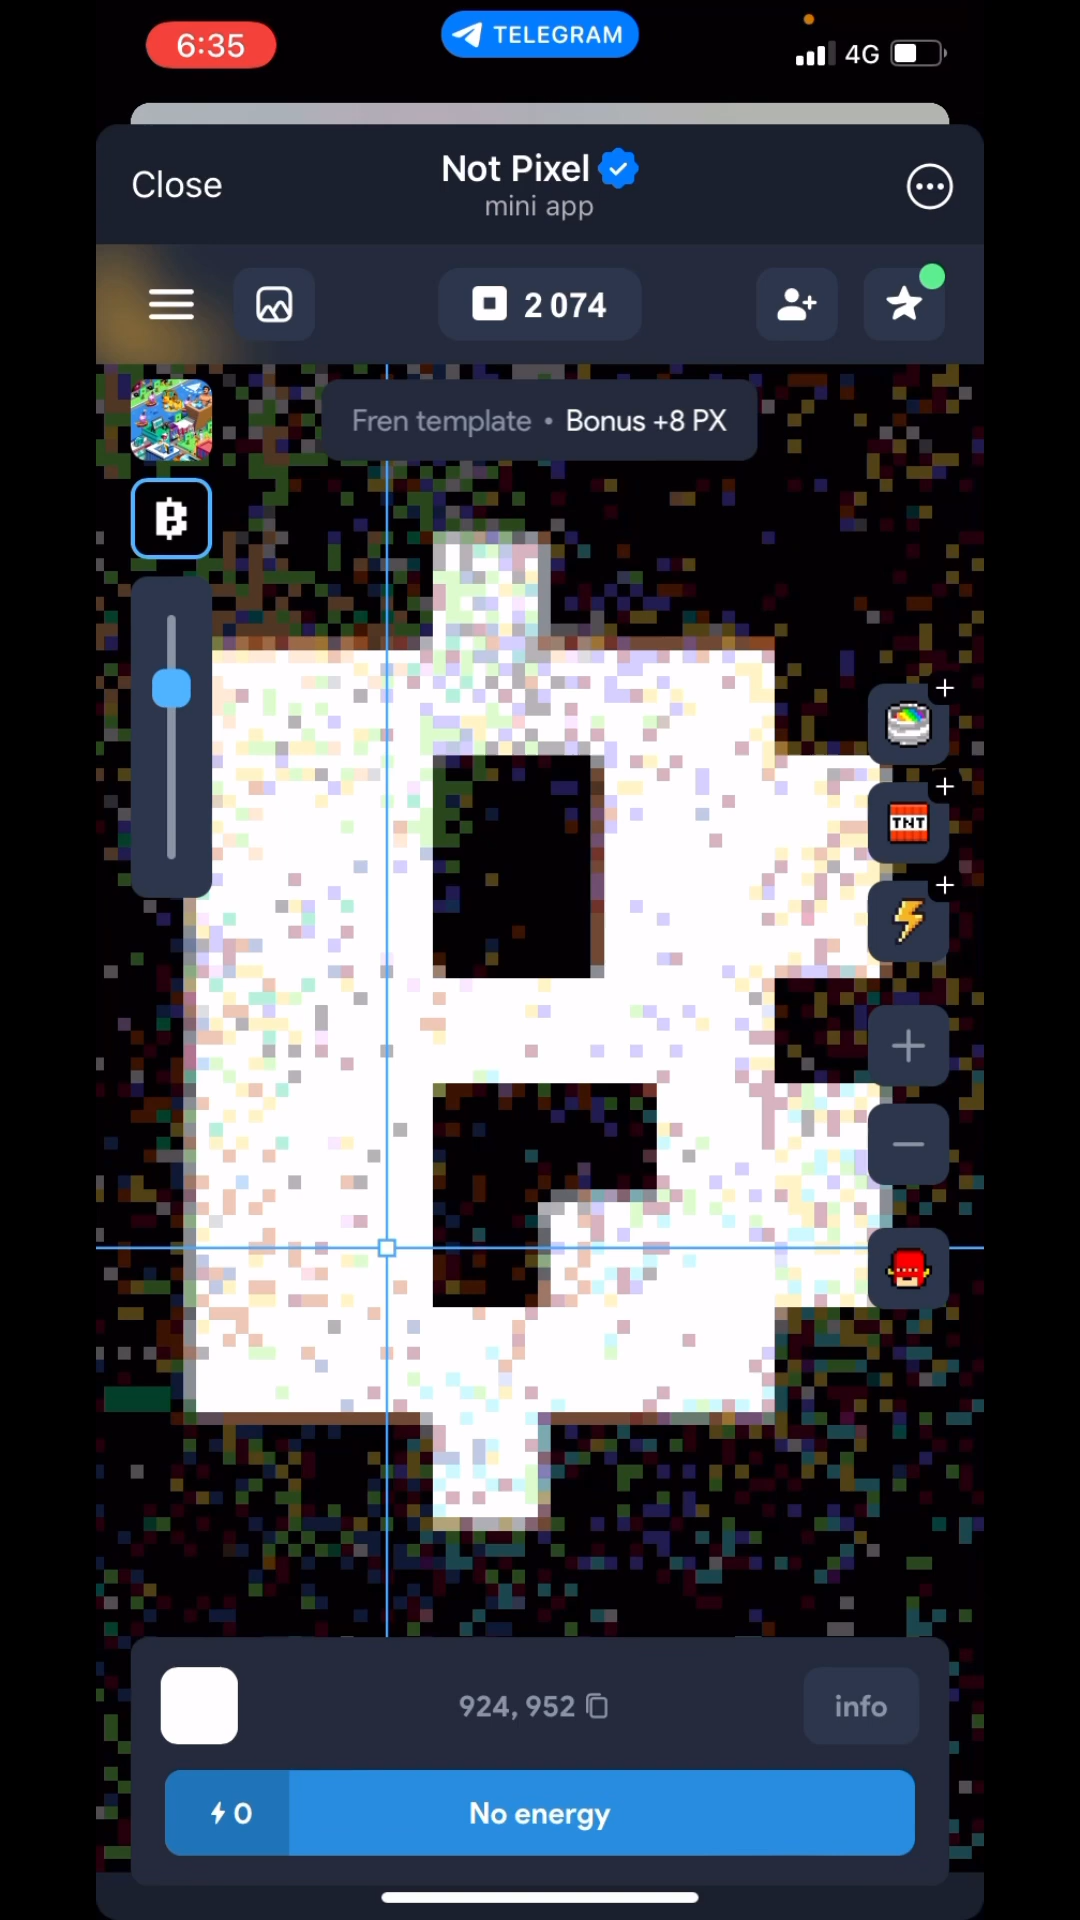 6:35
TELEGRAM
4G
Close
Not Pixel
mini app
2 074
Fren template • Bonus +8 PX
TNT
924, 952
info
0
No energy